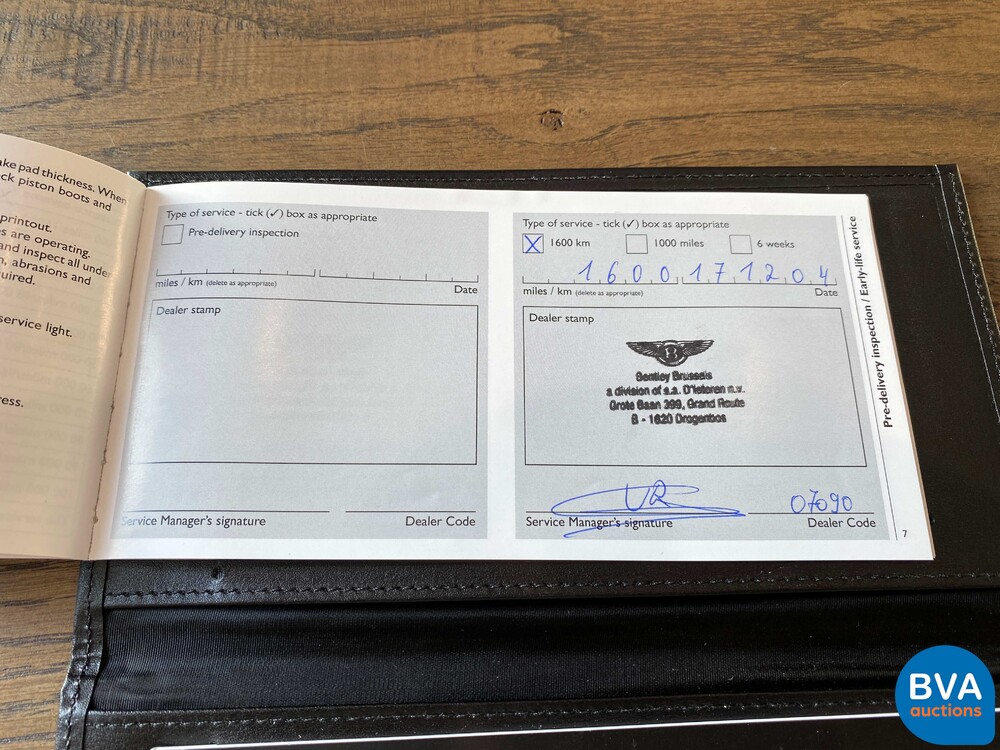 ake pad thickness. When
ck piston boots and
printout.
s are operating.
and inspect all under
n, abrasions and
uired.
service light.
ress.
Type of service - tick (✓) box as appropriate
Pre-delivery inspection
miles / km (delete as appropriate)
Date
Dealer stamp
Service Manager's signature
Dealer Code
Type of service - tick (✓) box as appropriate
X 1600 km 1000 miles 6 weeks
1600 171204
miles / km (delete as appropriate)
Date
Dealer stamp
B
Bentley Brussels
a division of s.a. D'Ieteren n.v.
Grote Baan 399, Grand Route
B - 1620 Drogenbos
07090
Service Manager's signature
Dealer Code
Pre-delivery inspection / Early-life service
7
BVA
auctions